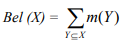 Bel (X) = ∑m(Y)
Y⊆X